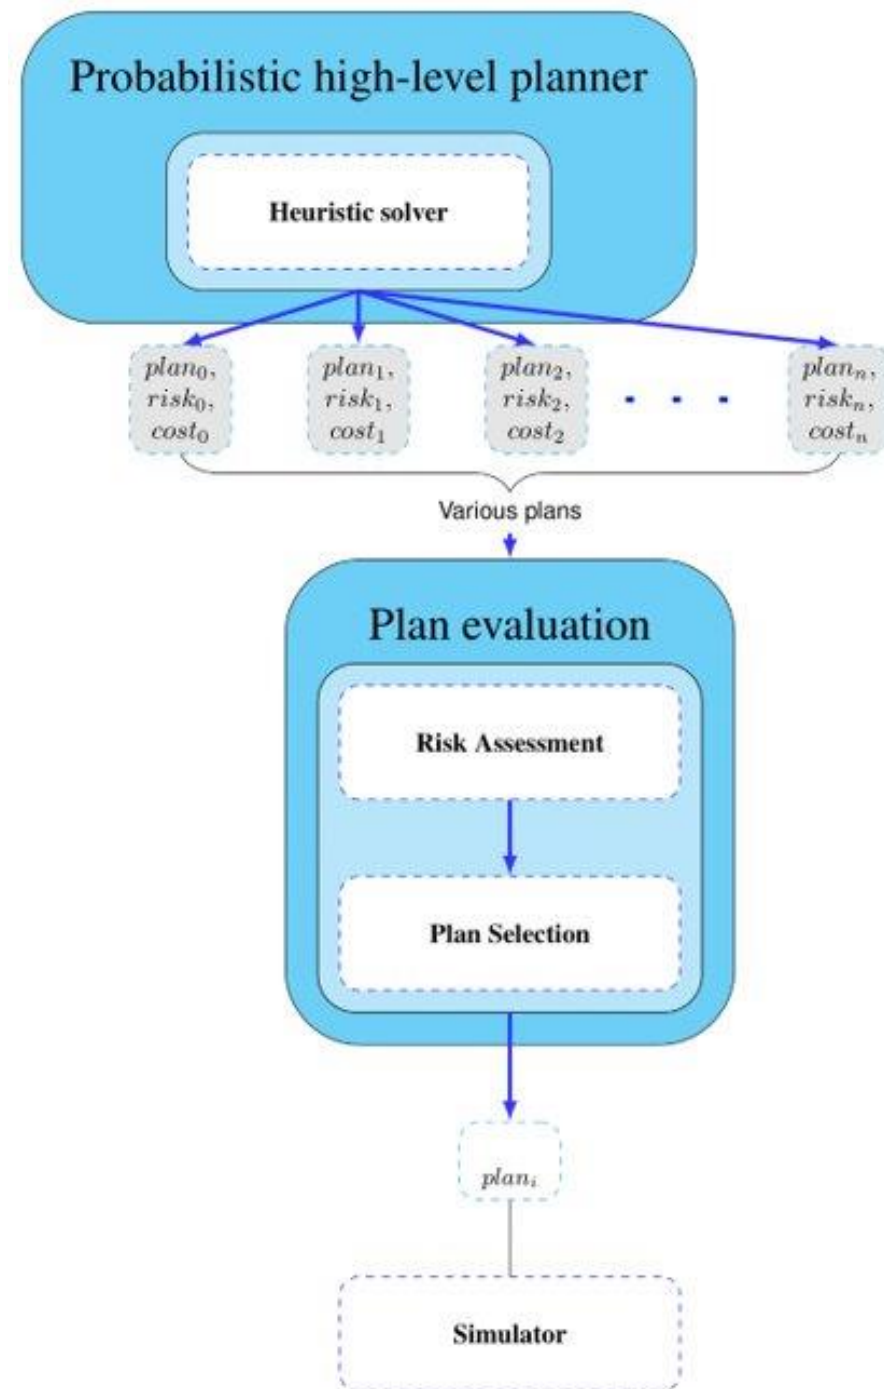 Probabilistic high-level planner
Heuristic solver
plan₀,
risk₀,
cost₀
plan₁,
risk₁,
cost₁
plan₂,
risk₂,
cost₂
. . .
planₙ,
riskₙ,
costₙ
Various plans
Plan evaluation
Risk Assessment
Plan Selection
planᵢ
Simulator